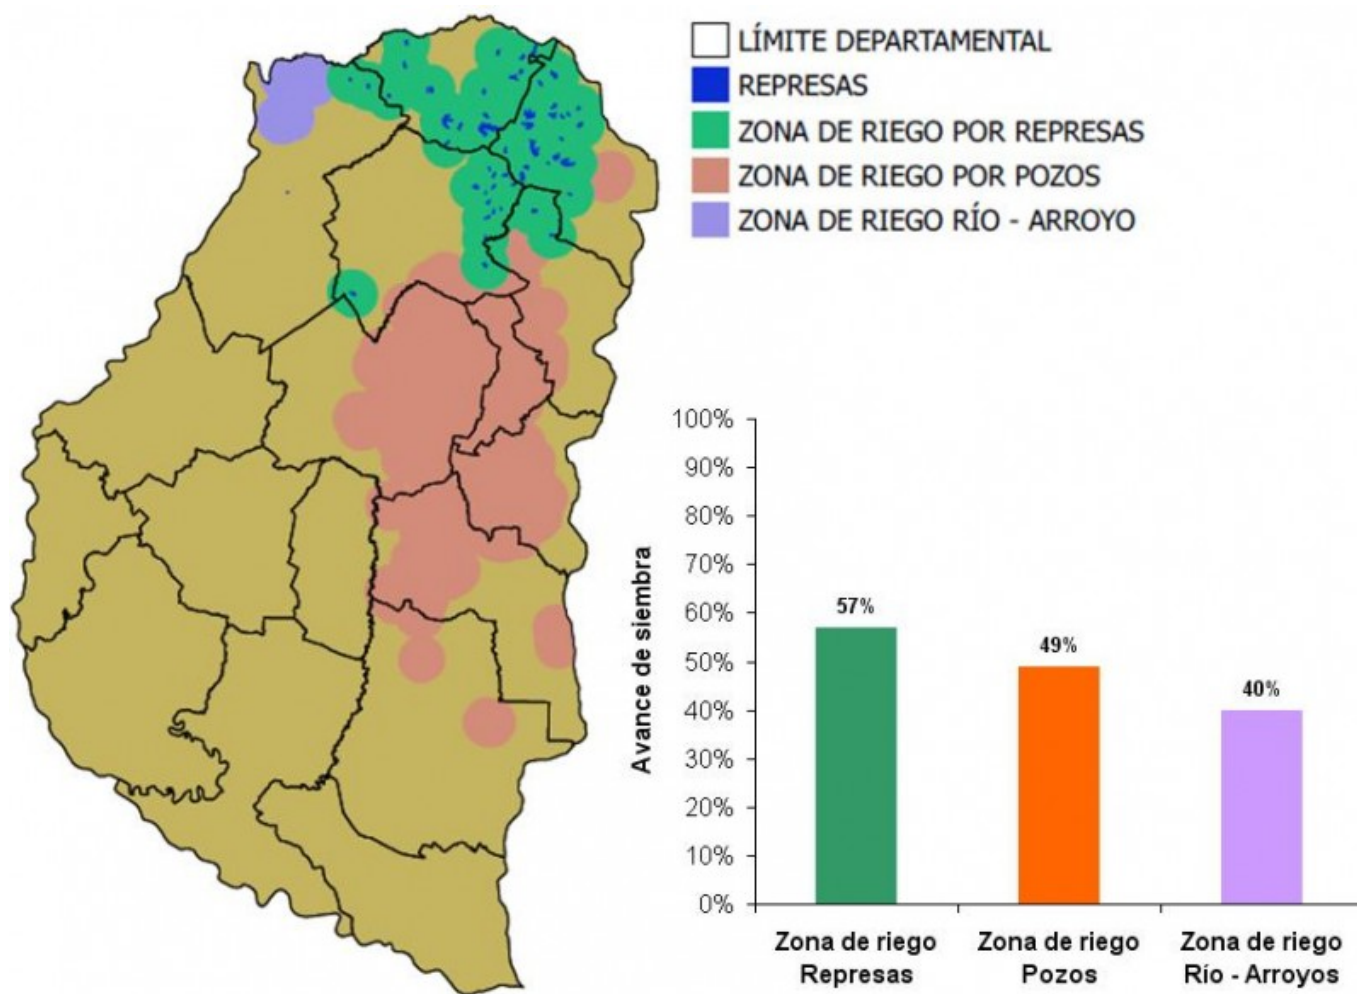 LÍMITE DEPARTAMENTAL
REPRESAS
ZONA DE RIEGO POR REPRESAS
ZONA DE RIEGO POR POZOS
ZONA DE RIEGO RÍO - ARROYO
Avance de siembra
100%
90%
80%
70%
60%
50%
40%
30%
20%
10%
0%
57%
49%
40%
Zona de riego
Represas
Zona de riego
Pozos
Zona de riego
Río - Arroyos